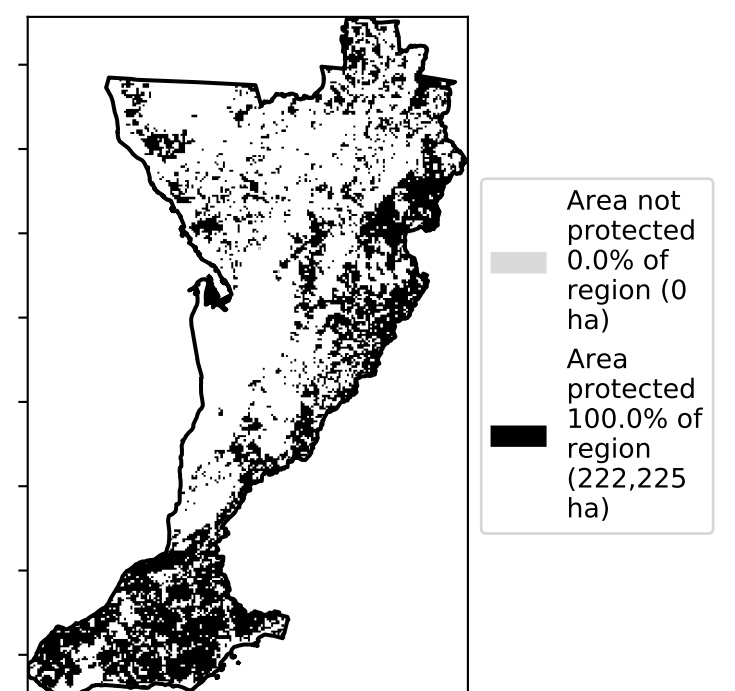 Area not
protected
0.0% of
region (0
ha)
Area
protected
100.0% of
region
(222,225
ha)